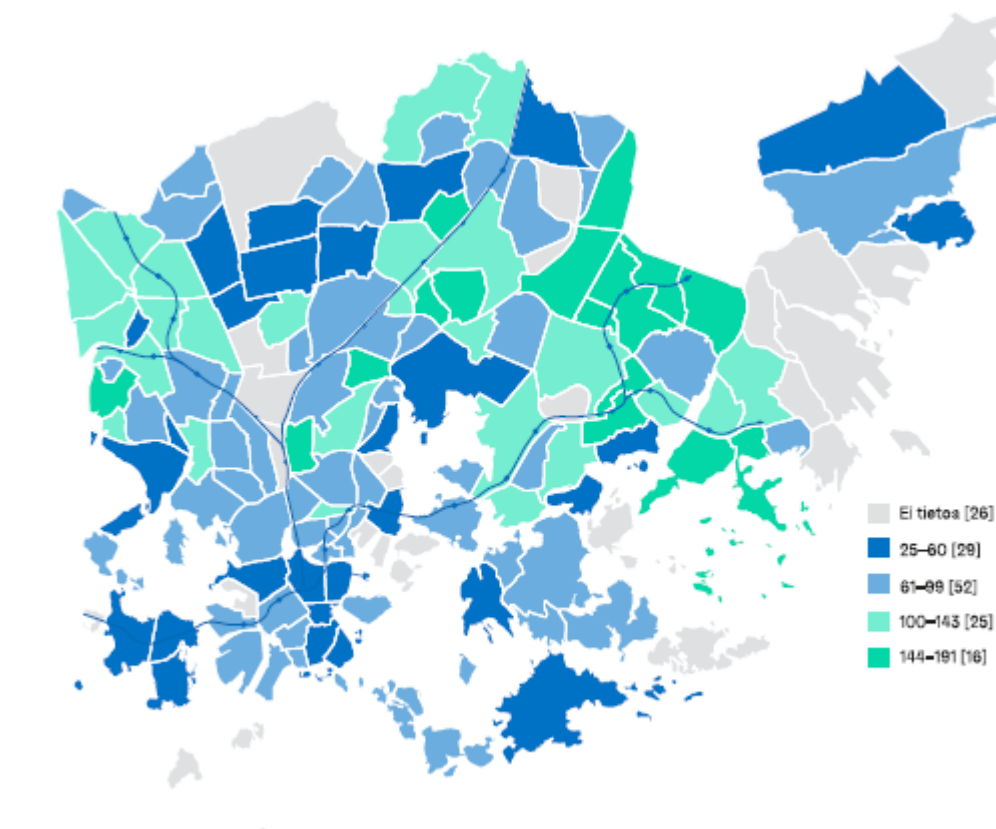 Ei tietoa [26]
25–60 [29]
61–99 [52]
100–143 [25]
144–191 [16]